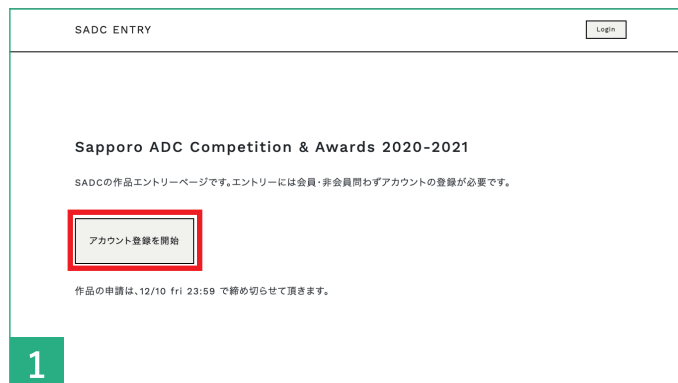 SADC ENTRY
Login
Sapporo ADC Competition & Awards 2020-2021
SADCの作品エントリーページです。エントリーには会員・非会員問わずアカウントの登録が必要です。
アカウント登録を開始
作品の申請は、12/10 fri 23:59 で締め切らせて頂きます。
1